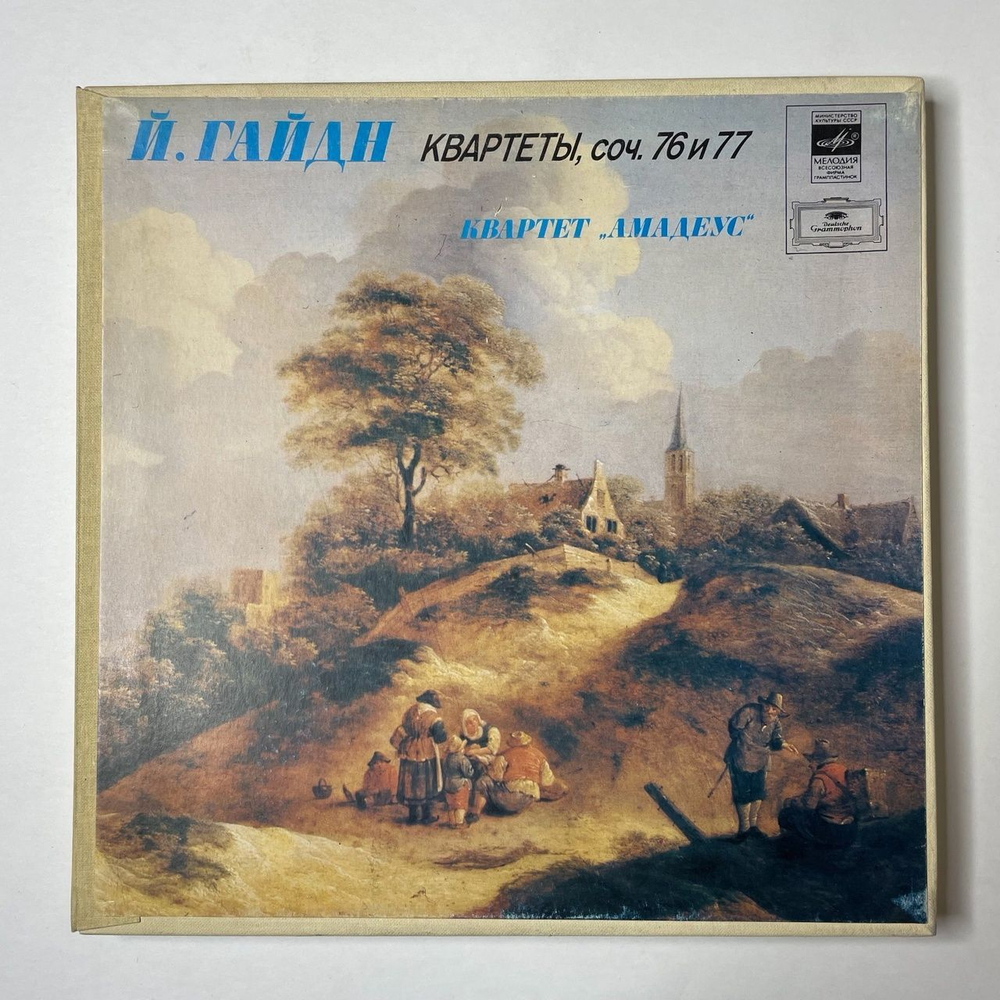 Й. ГАЙДН
КВАРТЕТЫ, соч. 76 и 77
КВАРТЕТ „АМАДЕУС“
МИНИСТЕРСТВО
КУЛЬТУРЫ СССР
МЕЛОДИЯ
ВСЕСОЮЗНАЯ
ФИРМА
ГРАМПЛАСТИНОК
Deutsche
Grammophon